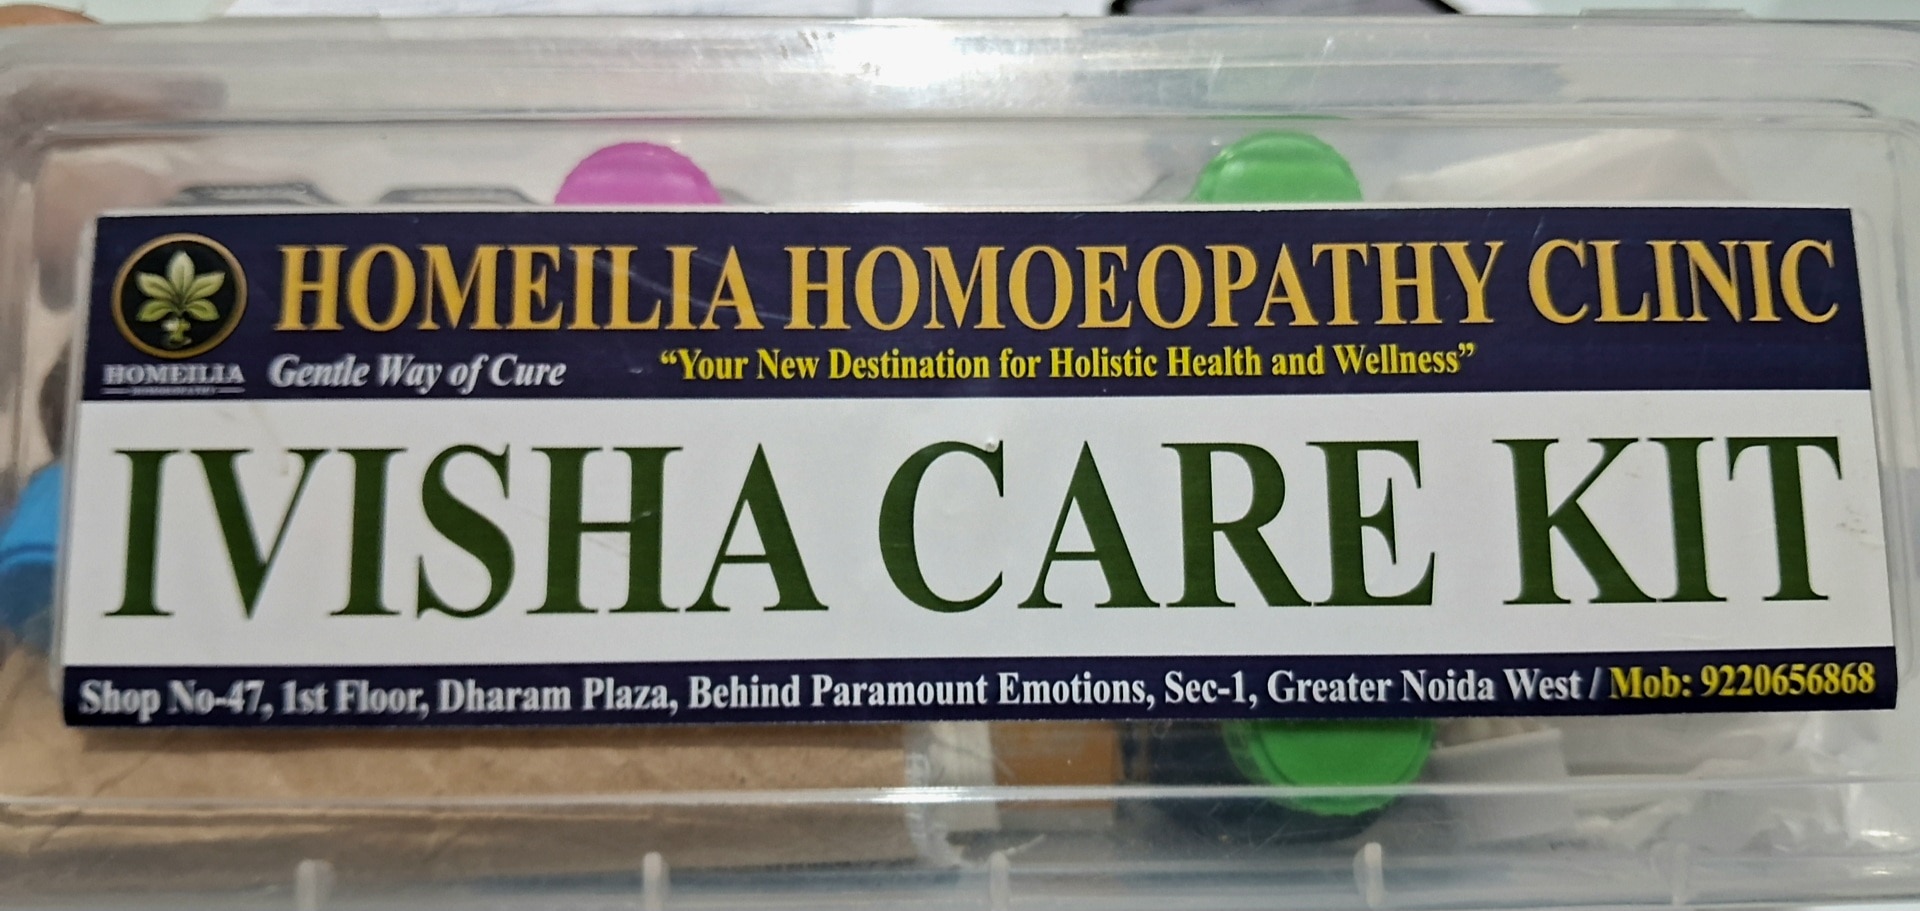 HOMEILIA HOMOEOPATHY CLINIC
HOMEILIA
Gentle Way of Cure
“Your New Destination for Holistic Health and Wellness”
IVISHA CARE KIT
Shop No-47, 1st Floor, Dharam Plaza, Behind Paramount Emotions, Sec-1, Greater Noida West / Mob: 9220656868